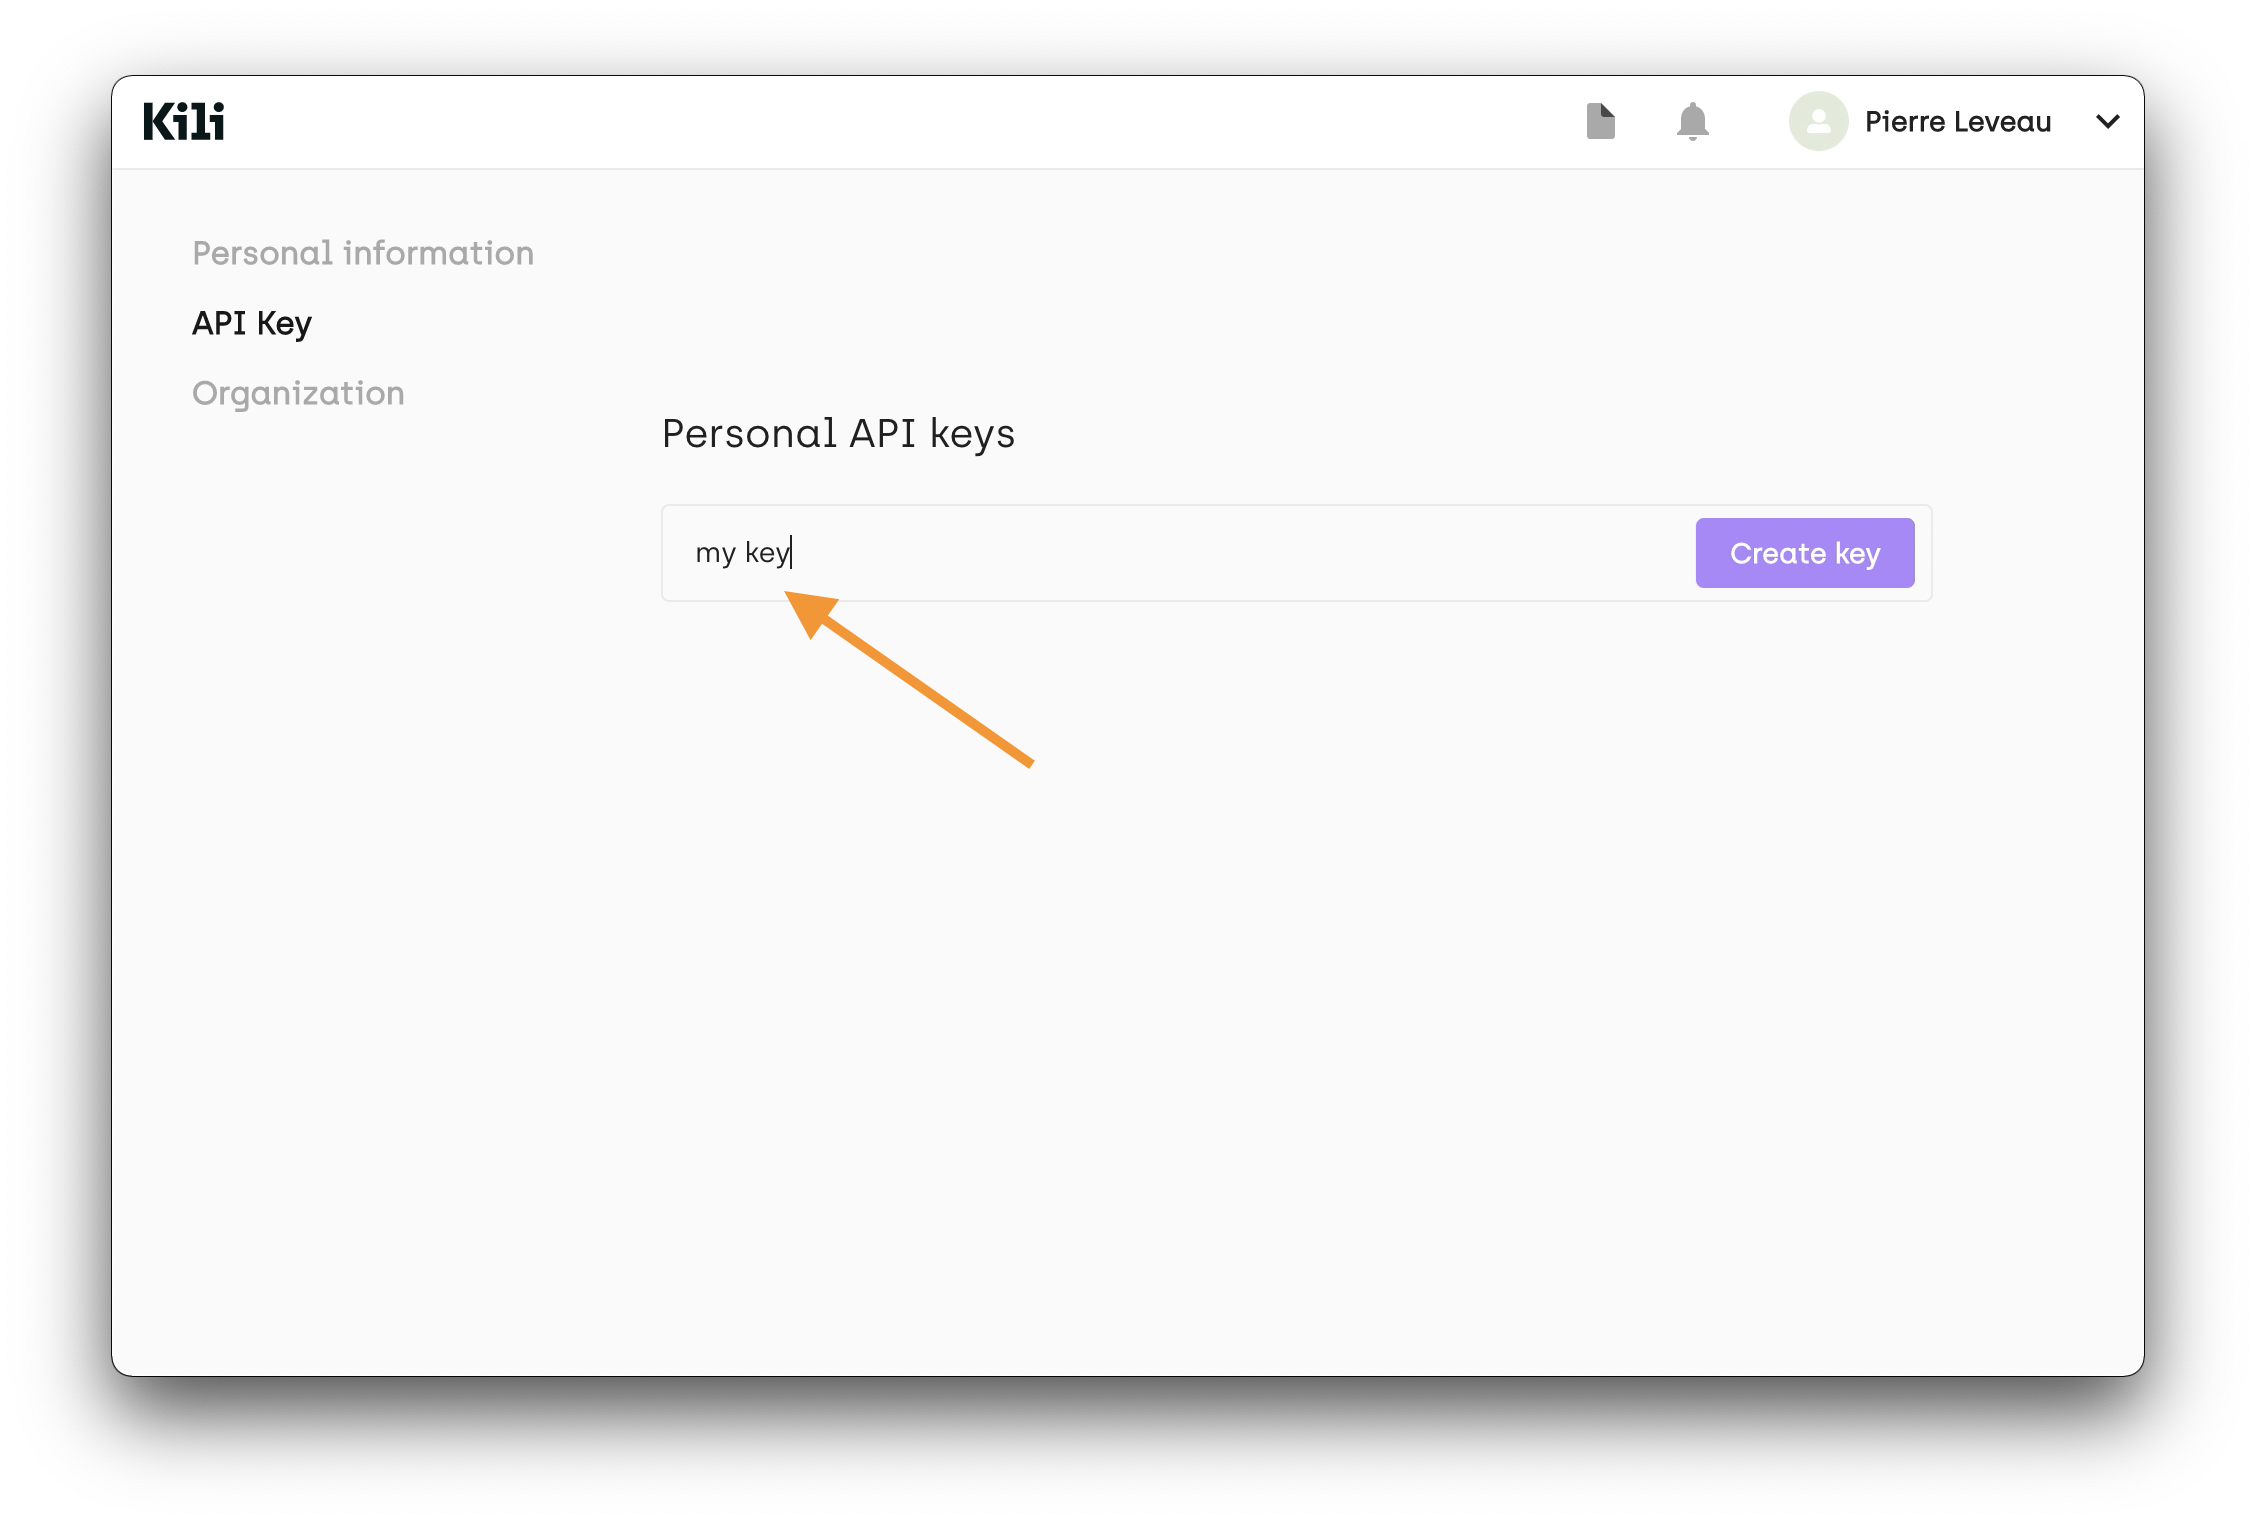 Kili
Pierre Leveau
Personal information
API Key
Organization
Personal API keys
my key
Create key